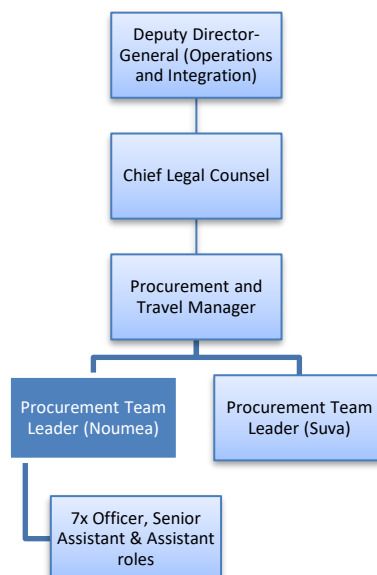 Deputy Director-
General (Operations
and Integration)
Chief Legal Counsel
Procurement and
Travel Manager
Procurement Team
Leader (Noumea)
Procurement Team
Leader (Suva)
7x Officer, Senior
Assistant & Assistant
roles